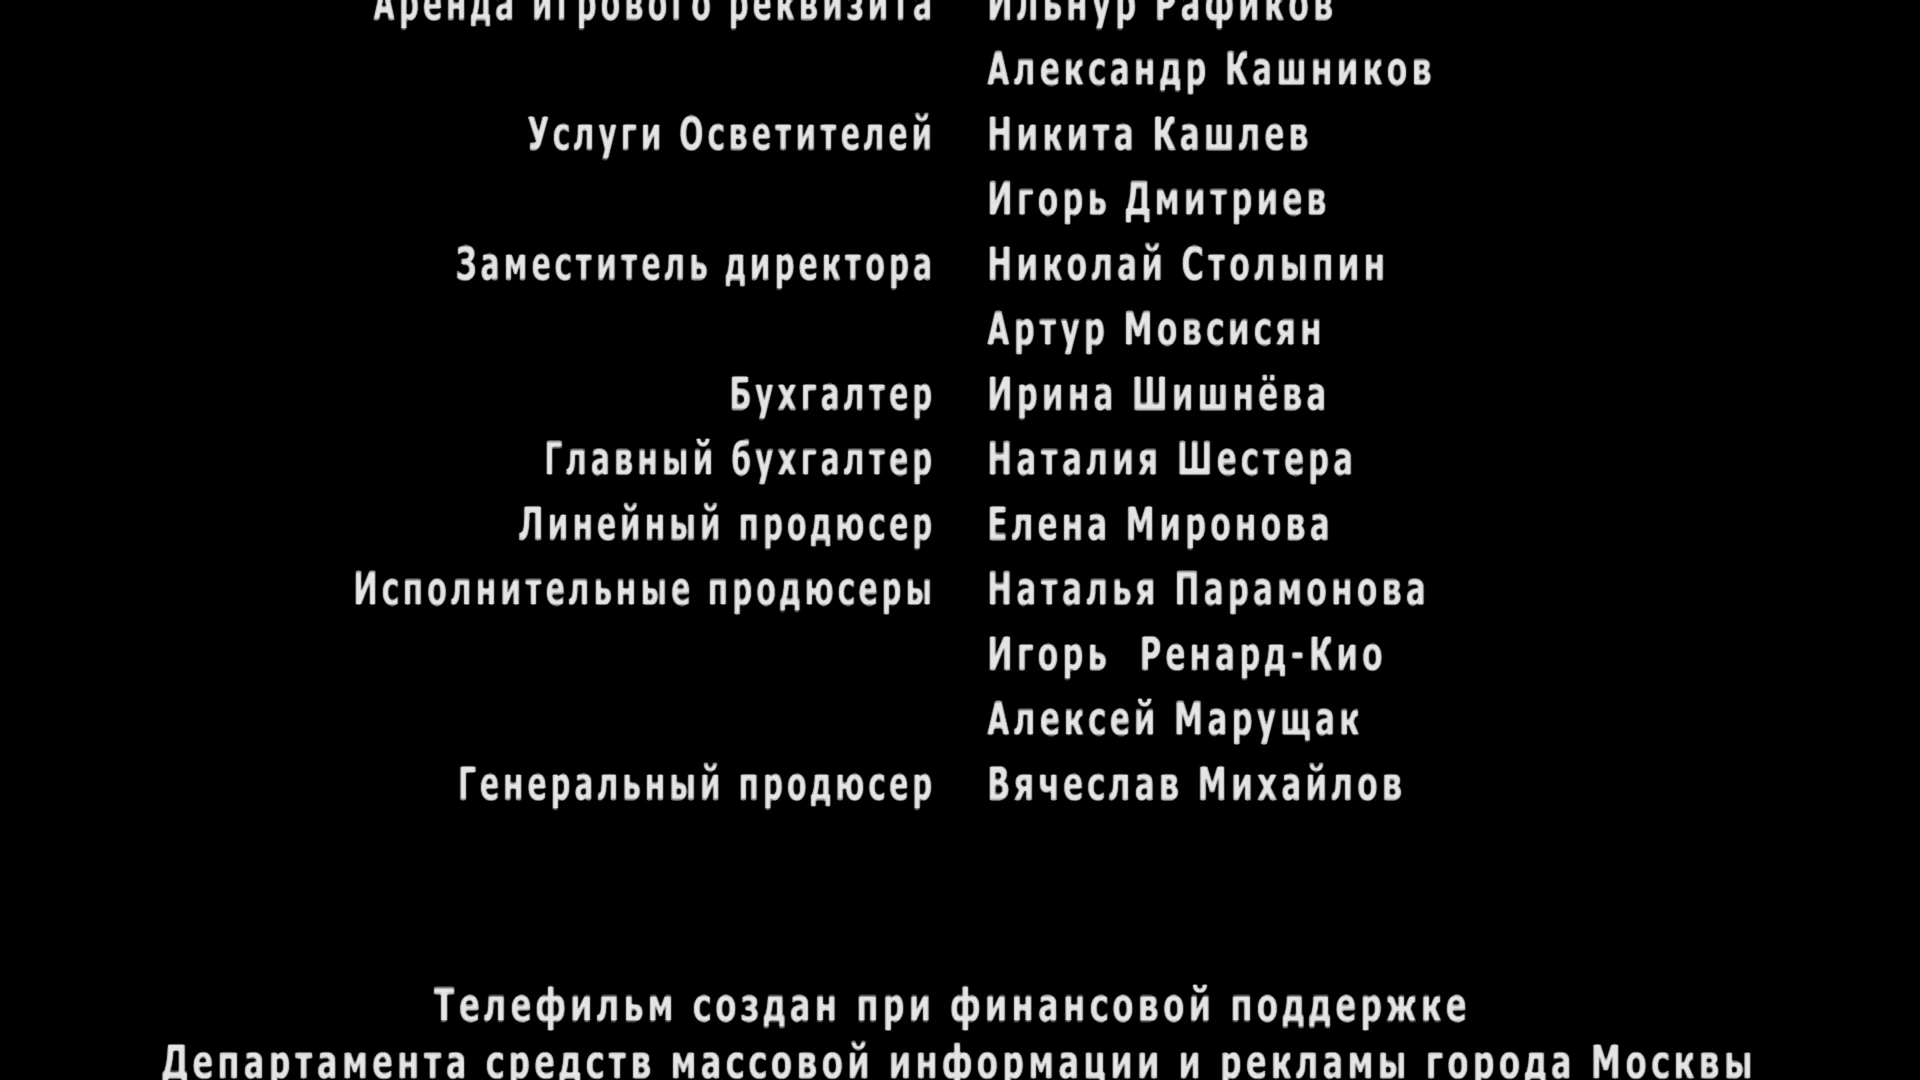 Аренда игрового реквизита Ильнур Рафиков
Александр Кашников
Услуги Осветителей Никита Кашлев
Игорь Дмитриев
Заместитель директора Николай Столыпин
Артур Мовсисян
Бухгалтер Ирина Шишнёва
Главный бухгалтер Наталия Шестера
Линейный продюсер Елена Миронова
Исполнительные продюсеры Наталья Парамонова
Игорь  Ренард-Кио
Алексей Марущак
Генеральный продюсер Вячеслав Михайлов
Телефильм создан при финансовой поддержке
Департамента средств массовой информации и рекламы города Москвы